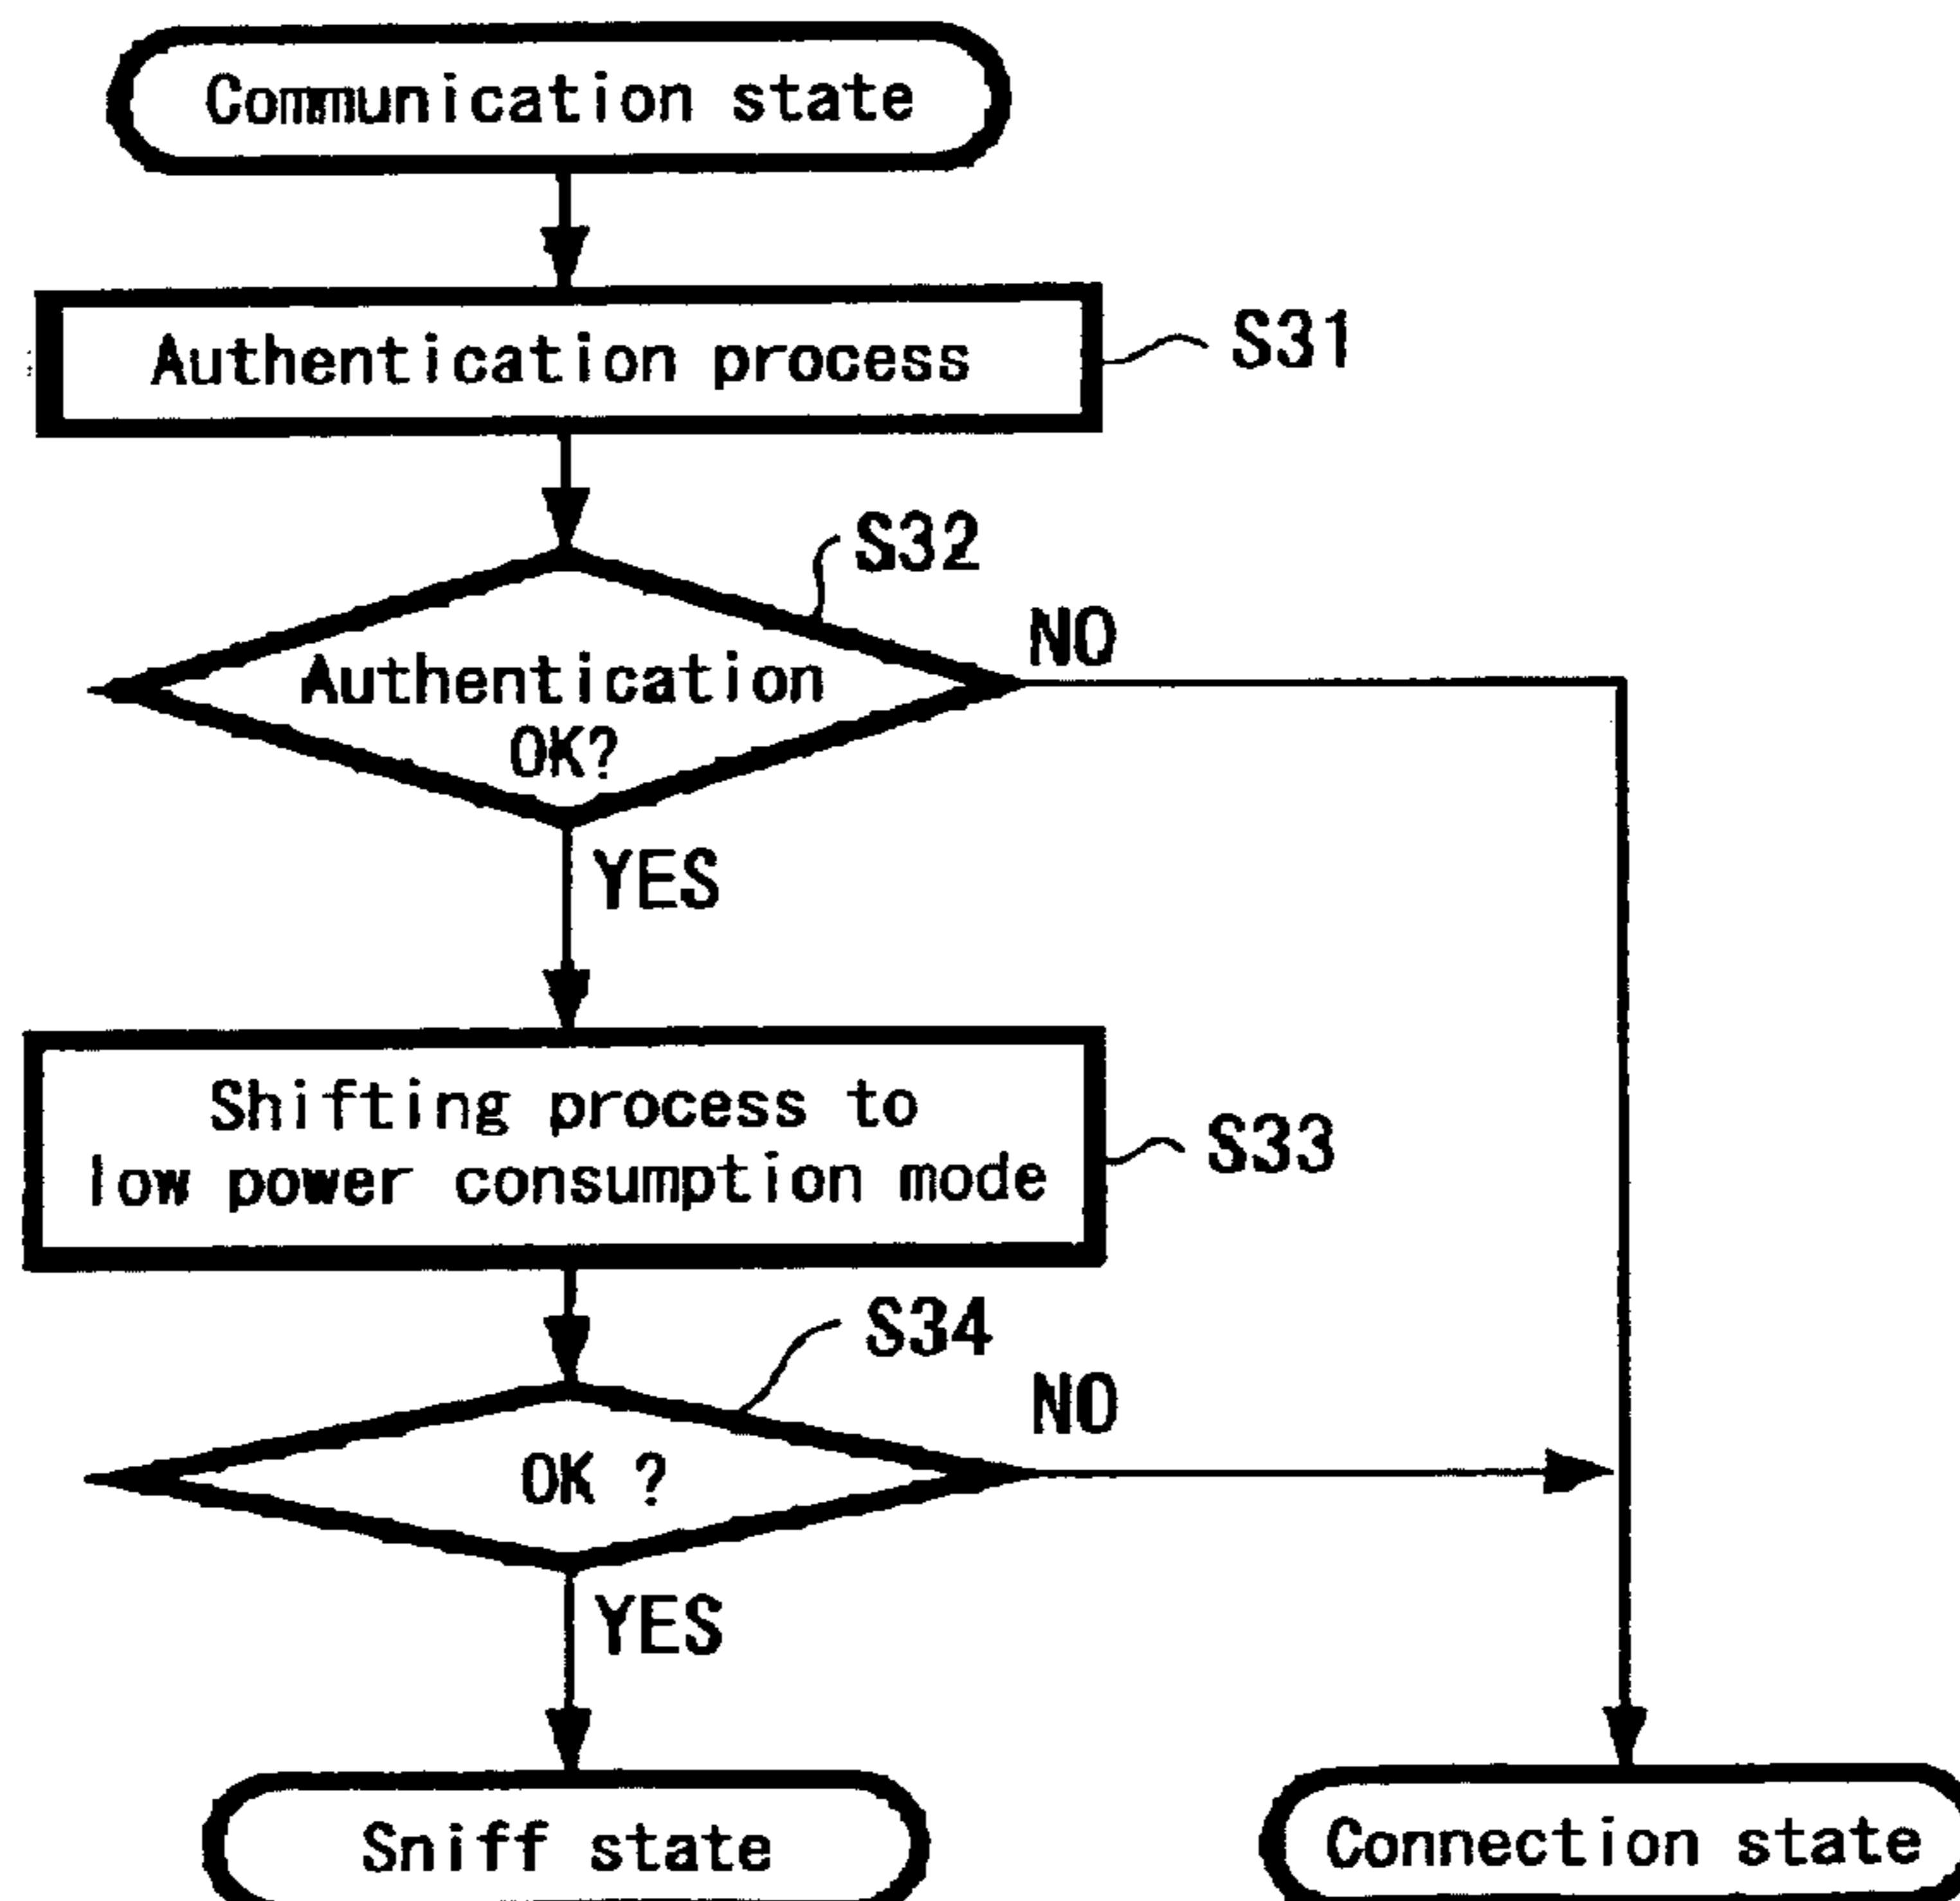 Communication state
Authentication process
S31
S32
Authentication
OK?
NO
YES
Shifting process to
low power consumption mode
S33
S34
OK ?
NO
YES
Sniff state
Connection state